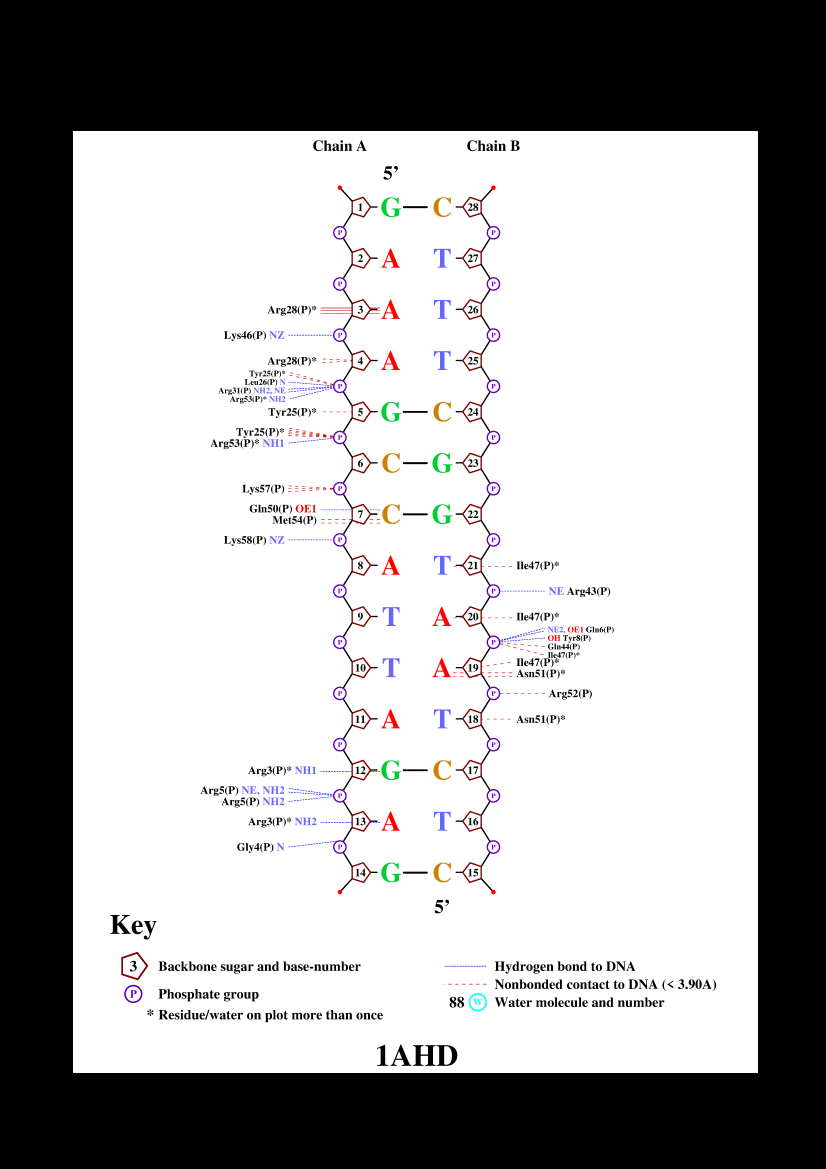 Chain A Chain B
5’
1 G C 28
P P
2 A T 27
P P
Arg28(P)* 3 A T 26
Lys46(P) NZ P P
Arg28(P)* 4 A T 25
Tyr25(P)*
Leu26(P) N
P P
Arg31(P) NH2, NE
Arg53(P)* NH2
Tyr25(P)* 5 G C 24
Tyr25(P)*
P P
Arg53(P)* NH1
6 C G 23
Lys57(P) P P
Gln50(P) OE1
7 C G 22
Met54(P)
Lys58(P) NZ P P
8 A T 21 Ile47(P)*
P P NE Arg43(P)
9 T A 20 Ile47(P)*
NE2, OE1 Gln6(P)
OH Tyr8(P)
P P
Gln44(P)
Ile47(P)*
Ile47(P)*
10 T A 19
Asn51(P)*
P P Arg52(P)
11 A T 18 Asn51(P)*
P P
Arg3(P)* NH1 12 G C 17
Arg5(P) NE, NH2
P P
Arg5(P) NH2
Arg3(P)* NH2 13 A T 16
Gly4(P) N P P
14 G C 15
5’
Key
3 Backbone sugar and base-number
P Phosphate group
* Residue/water on plot more than once
Hydrogen bond to DNA
Nonbonded contact to DNA (< 3.90A)
88 W Water molecule and number
1AHD